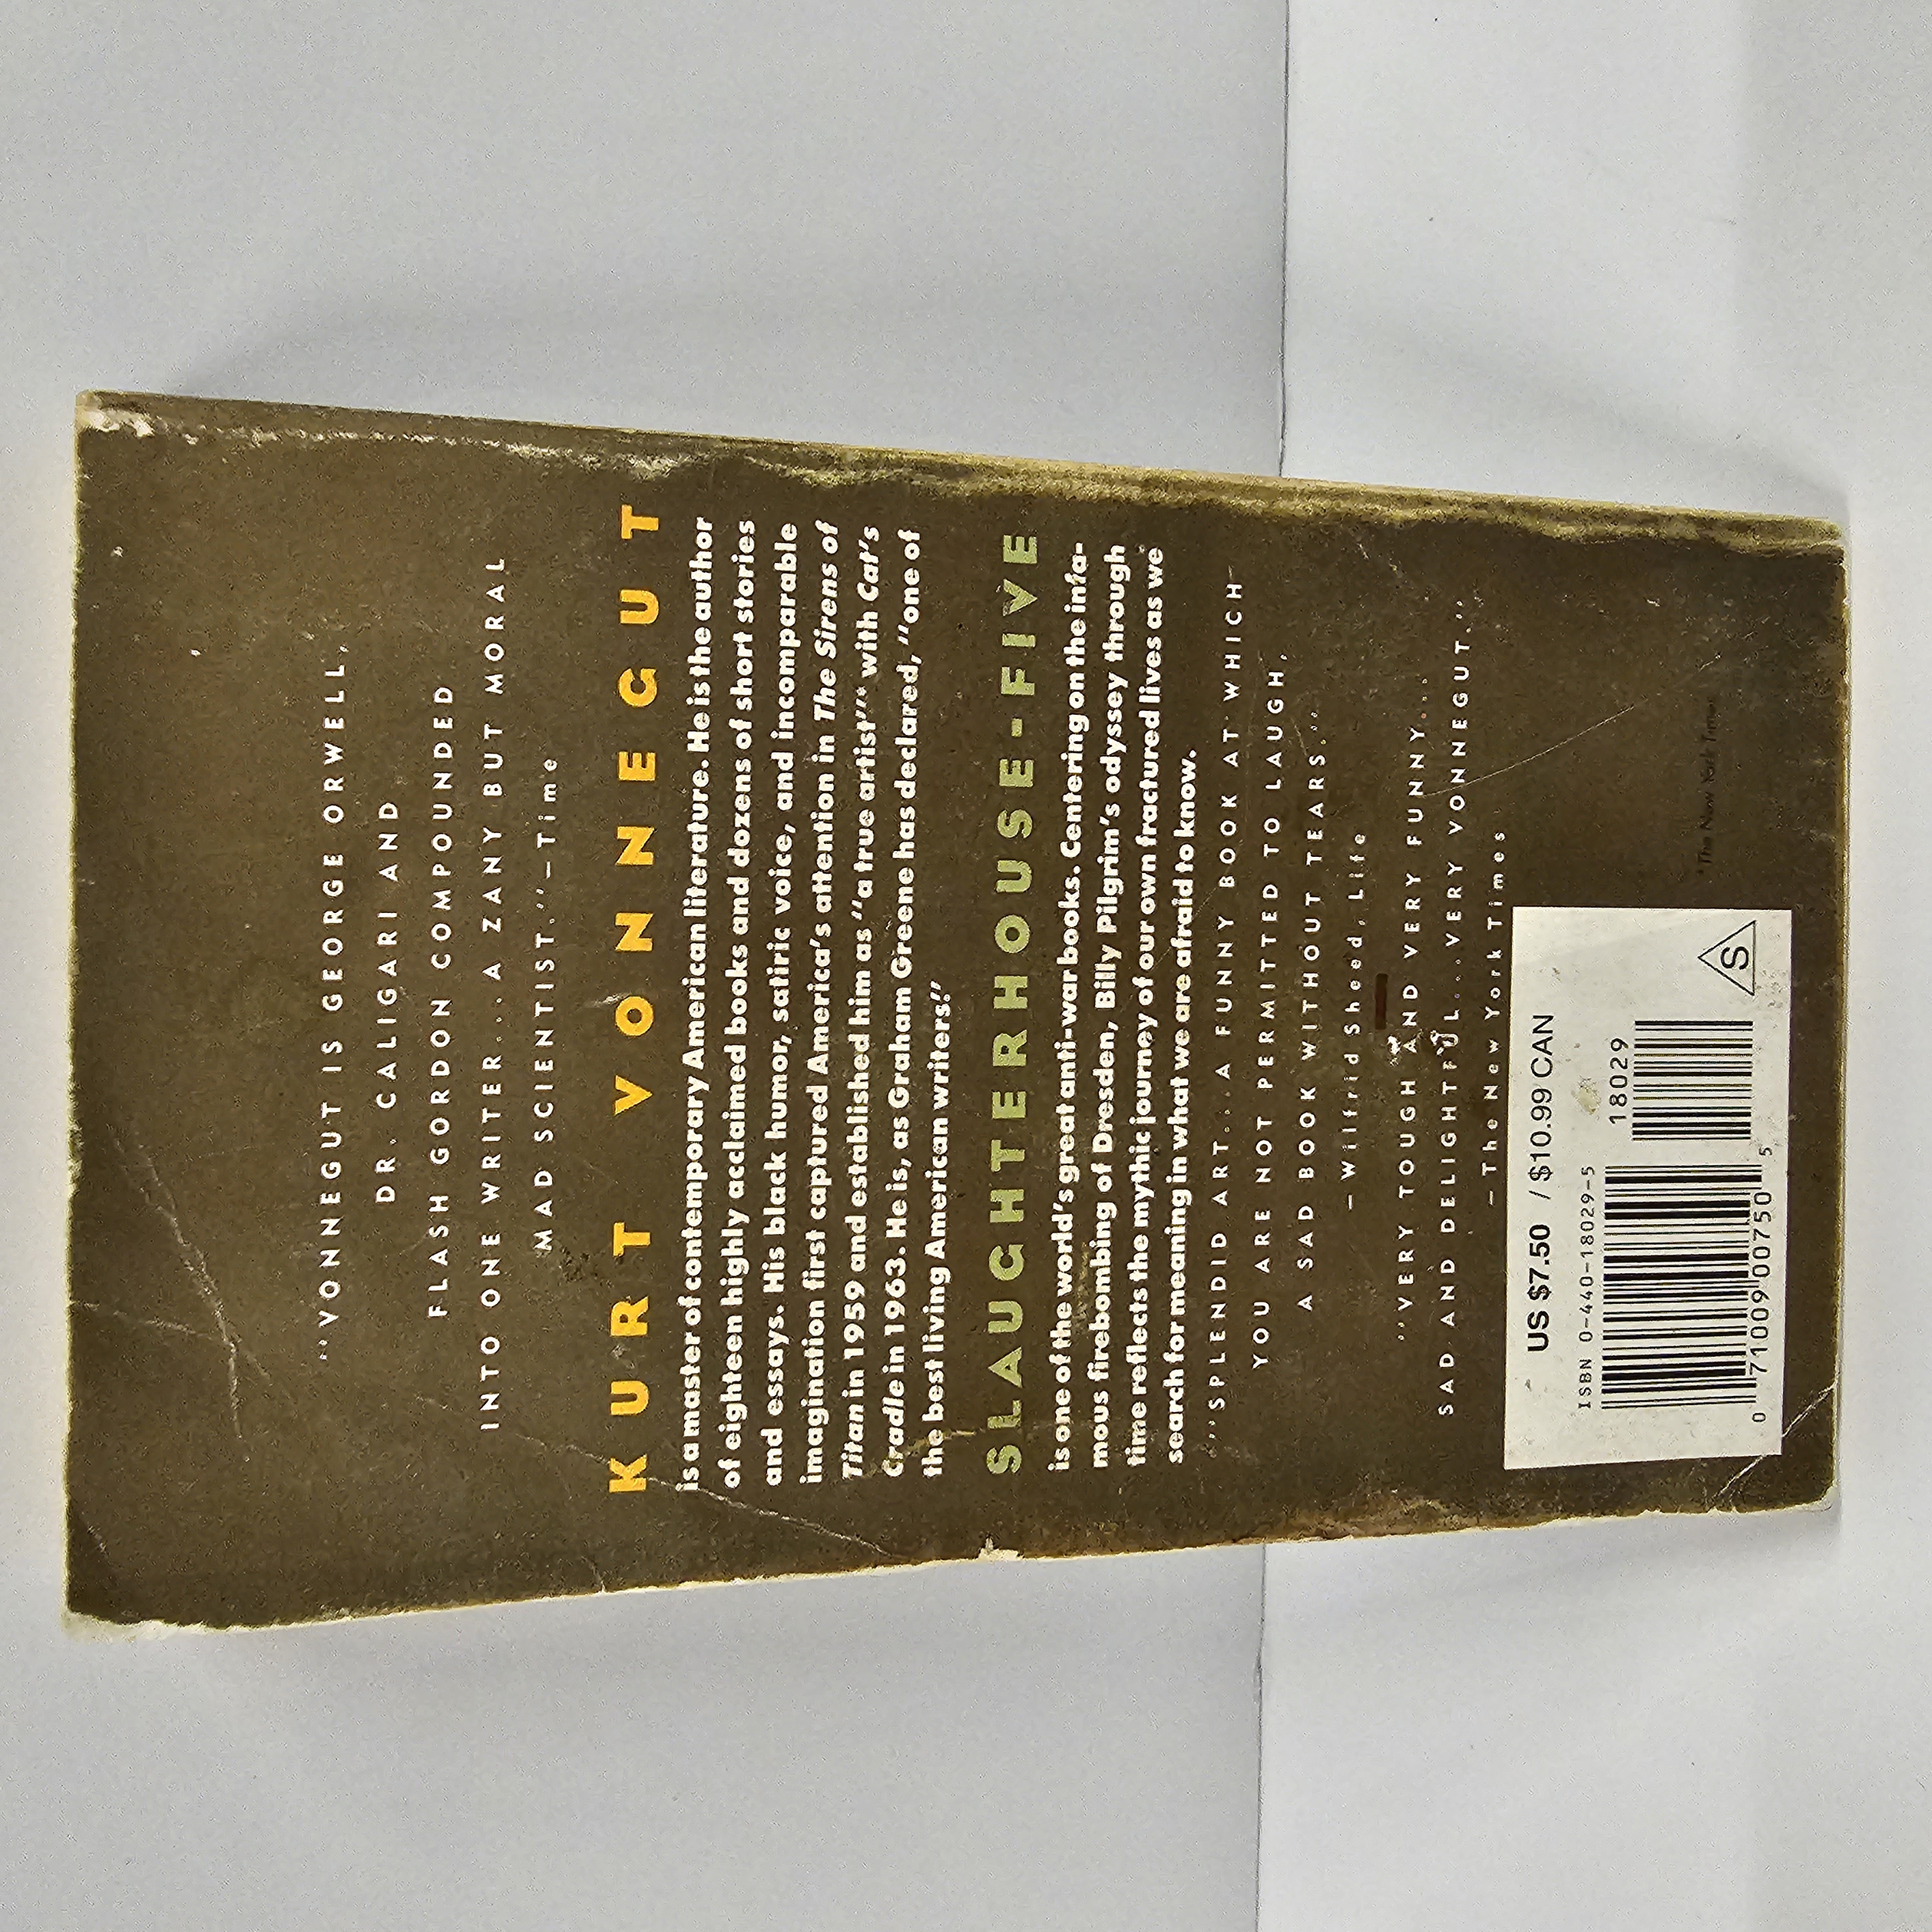 "VONNEGUT IS GEORGE ORWELL,
DR. CALIGARI AND
FLASH GORDON COMPOUNDED
INTO ONE WRITER...A ZANY BUT MORAL
MAD SCIENTIST."—Time
KURT VONNEGUT
is a master of contemporary American literature. He is the author
of eighteen highly acclaimed books and dozens of short stories
and essays. His black humor, satiric voice, and incomparable
imagination first captured America's attention in The Sirens of
Titan in 1959 and established him as "a true artist"* with Cat's
Cradle in 1963. He is, as Graham Greene has declared, "one of
the best living American writers."
SLAUGHTERHOUSE-FIVE
is one of the world's great anti-war books. Centering on the infa-
mous firebombing of Dresden, Billy Pilgrim's odyssey through
time reflects the mythic journey of our own fractured lives as we
search for meaning in what we are afraid to know.
"SPLENDID ART...A FUNNY BOOK AT WHICH
YOU ARE NOT PERMITTED TO LAUGH,
A SAD BOOK WITHOUT TEARS."
—Wilfrid Sheed, Life
"VERY TOUGH AND VERY FUNNY...
SAD AND DELIGHTFUL...VERY VONNEGUT."
—The New York Times
US $7.50 / $10.99 CAN
ISBN 0-440-18029-5
18029
0 71009 00750 5
S
*The New York Times